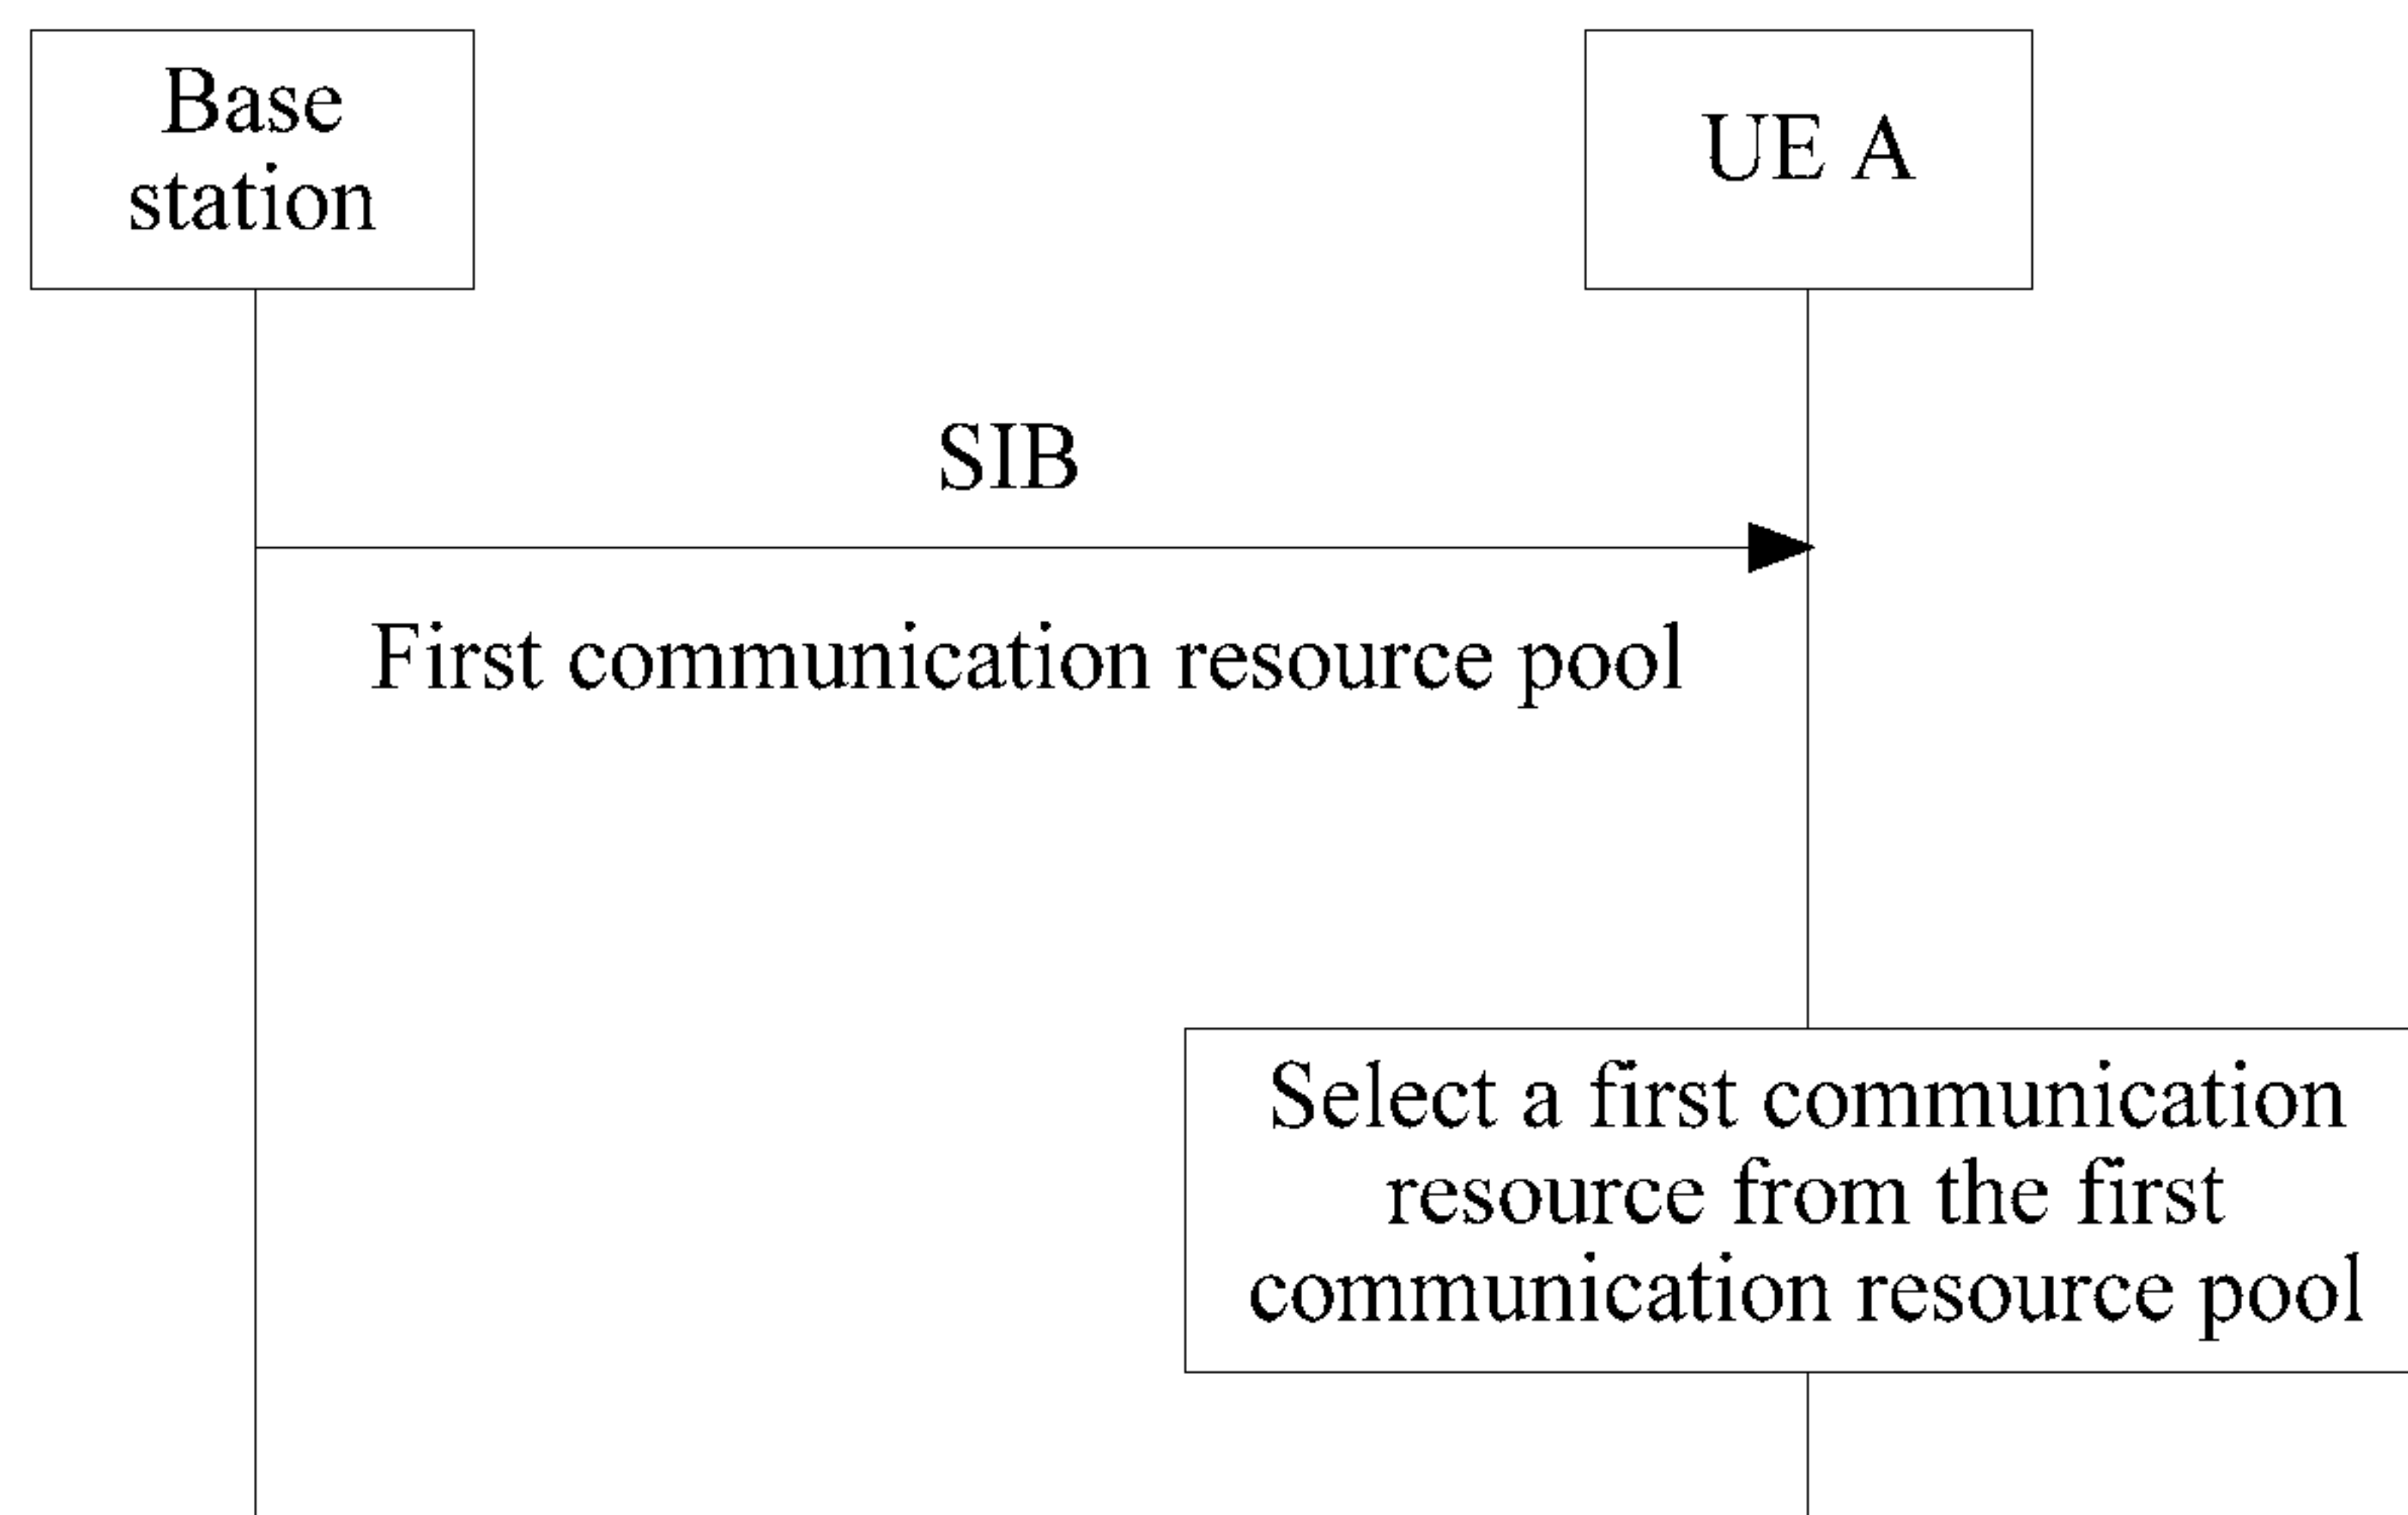 Base
station
UE A
SIB
First communication resource pool
Select a first communication
resource from the first
communication resource pool